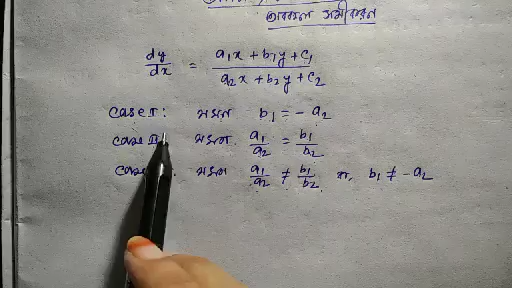 অবকল সমীকরণ
dy/dx = (a₁x + b₁y + c₁)/(a₂x + b₂y + c₂)
Case I: যখন b₁ = - a₂
Case II যখন a₁/a₂ = b₁/b₂
Case যখন a₁/a₂ ≠ b₁/b₂ বা, b₁ ≠ - a₂